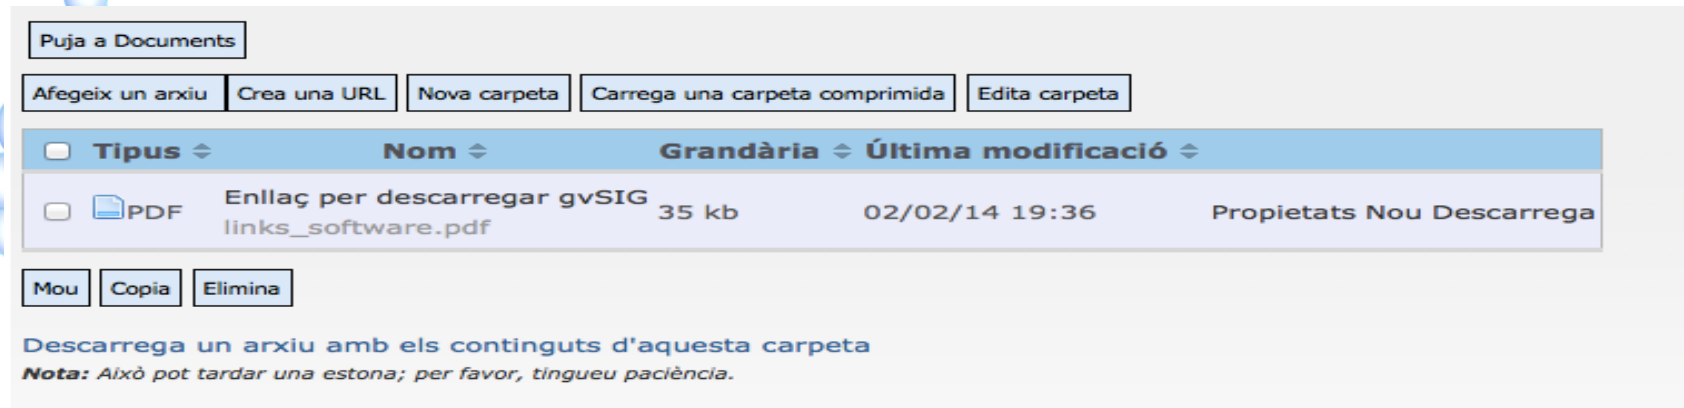 Puja a Documents
Afegeix un arxiu Crea una URL Nova carpeta Carrega una carpeta comprimida Edita carpeta
Tipus Nom Grandària Última modificació
PDF Enllaç per descarregar gvSIG 35 kb 02/02/14 19:36 Propietats Nou Descarrega
links_software.pdf
Mou Copia Elimina
Descarrega un arxiu amb els continguts d'aquesta carpeta
Nota: Això pot tardar una estona; per favor, tingueu paciència.